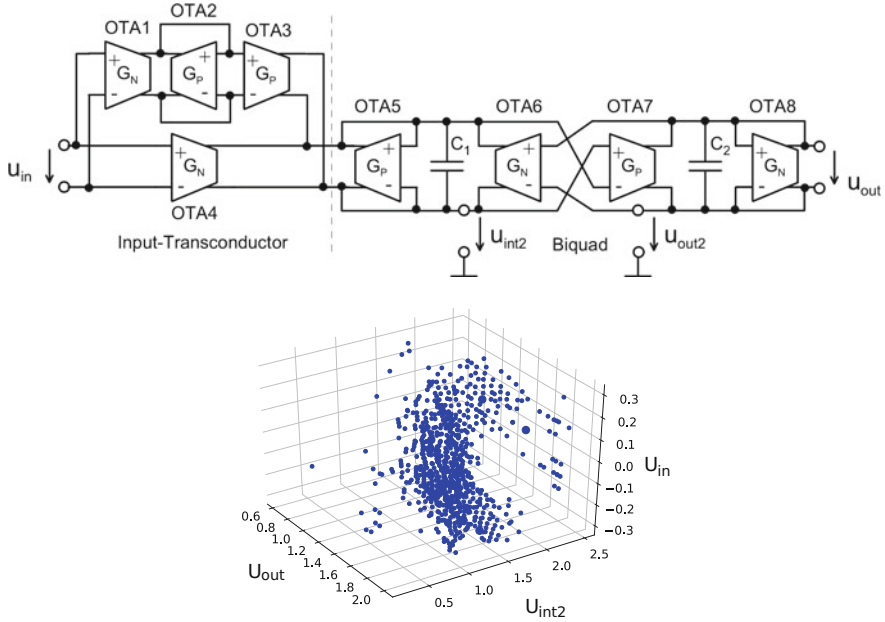 OTA1 OTA2 OTA3
+ G_N -
+ G_P -
+ G_P -
OTA5 OTA6 OTA7 OTA8
u_in
+ G_N -
OTA4
+ G_P -
C_1
+ G_N -
+ G_P -
C_2
+ G_N -
u_out
Input-Transconductor
u_int2
Biquad
u_out2
0.3
0.2
0.1
0.0
−0.1
−0.2
−0.3
U_in
0.6
0.8
1.0
1.2
1.4
1.6
1.8
2.0
U_out
0.5
1.0
1.5
2.0
2.5
U_int2